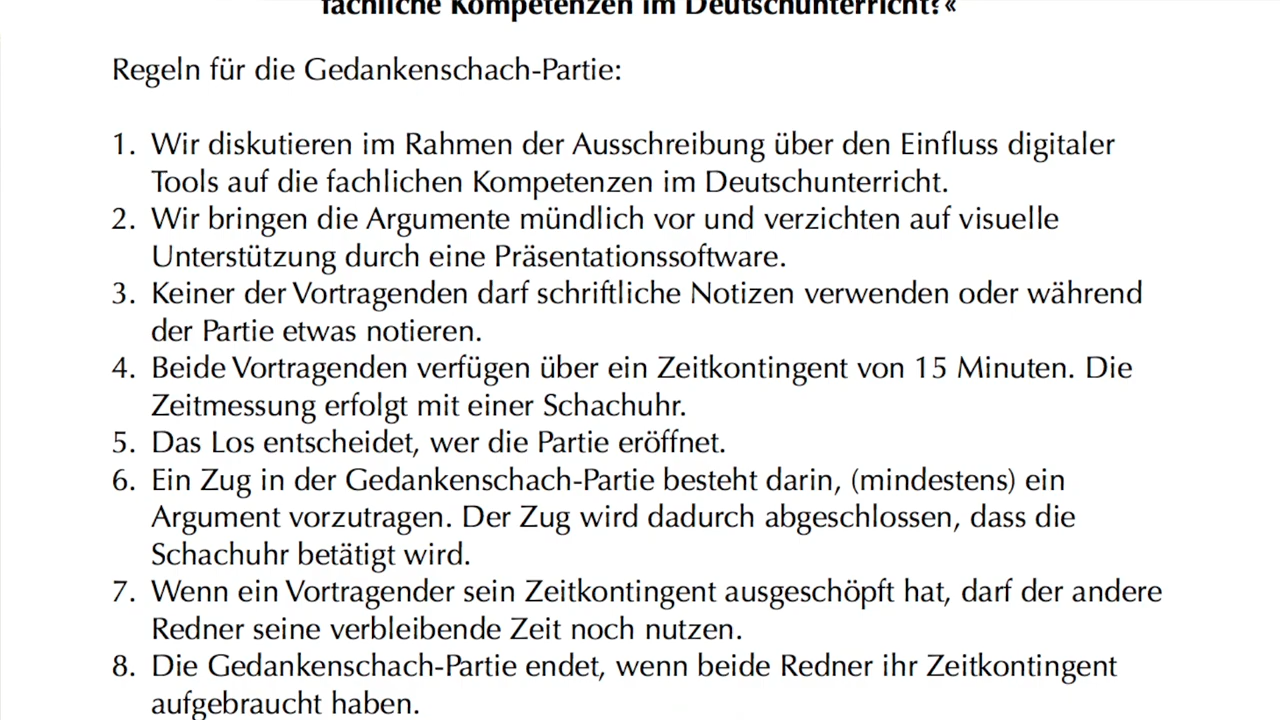 fachliche Kompetenzen im Deutschunterricht?«
Regeln für die Gedankenschach-Partie:
1. Wir diskutieren im Rahmen der Ausschreibung über den Einfluss digitaler
Tools auf die fachlichen Kompetenzen im Deutschunterricht.
2. Wir bringen die Argumente mündlich vor und verzichten auf visuelle
Unterstützung durch eine Präsentationssoftware.
3. Keiner der Vortragenden darf schriftliche Notizen verwenden oder während
der Partie etwas notieren.
4. Beide Vortragenden verfügen über ein Zeitkontingent von 15 Minuten. Die
Zeitmessung erfolgt mit einer Schachuhr.
5. Das Los entscheidet, wer die Partie eröffnet.
6. Ein Zug in der Gedankenschach-Partie besteht darin, (mindestens) ein
Argument vorzutragen. Der Zug wird dadurch abgeschlossen, dass die
Schachuhr betätigt wird.
7. Wenn ein Vortragender sein Zeitkontingent ausgeschöpft hat, darf der andere
Redner seine verbleibende Zeit noch nutzen.
8. Die Gedankenschach-Partie endet, wenn beide Redner ihr Zeitkontingent
aufgebraucht haben.